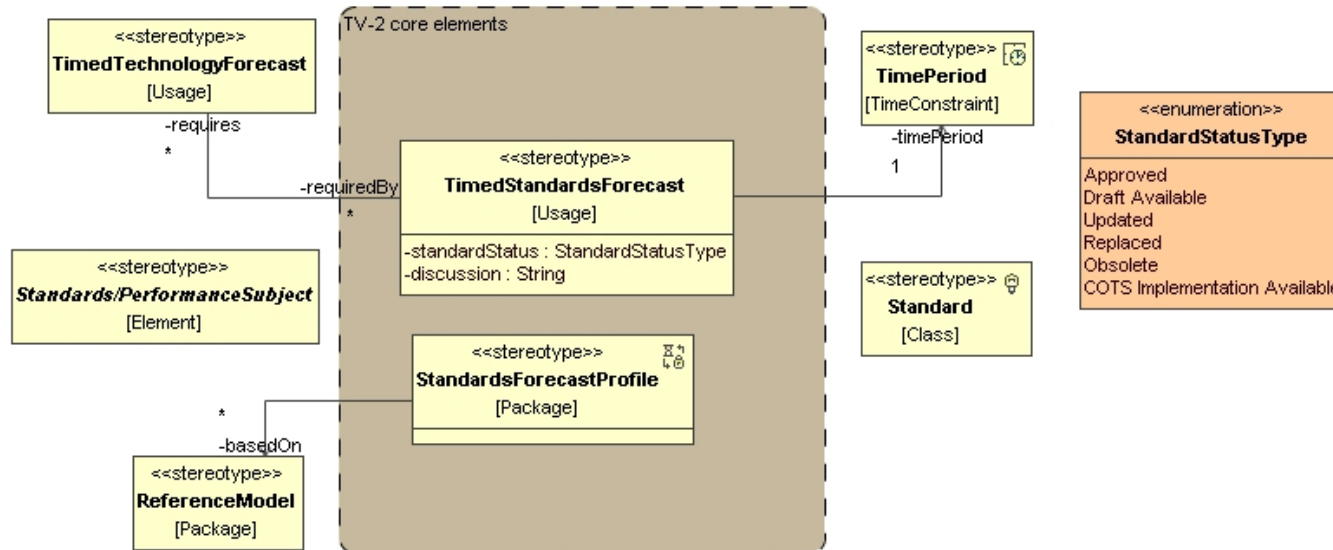 TV-2 core elements
<<stereotype>>
TimedTechnologyForecast
[Usage]
-requires
*
-requiredBy
*
<<stereotype>>
TimedStandardsForecast
[Usage]
-standardStatus : StandardStatusType
-discussion : String
<<stereotype>>
TimePeriod
[TimeConstraint]
-timePeriod
1
<<enumeration>>
StandardStatusType
Approved
Draft Available
Updated
Replaced
Obsolete
COTS Implementation Available
<<stereotype>>
Standards/PerformanceSubject
[Element]
<<stereotype>>
Standard
[Class]
<<stereotype>>
StandardsForecastProfile
[Package]
*
-basedOn
<<stereotype>>
ReferenceModel
[Package]